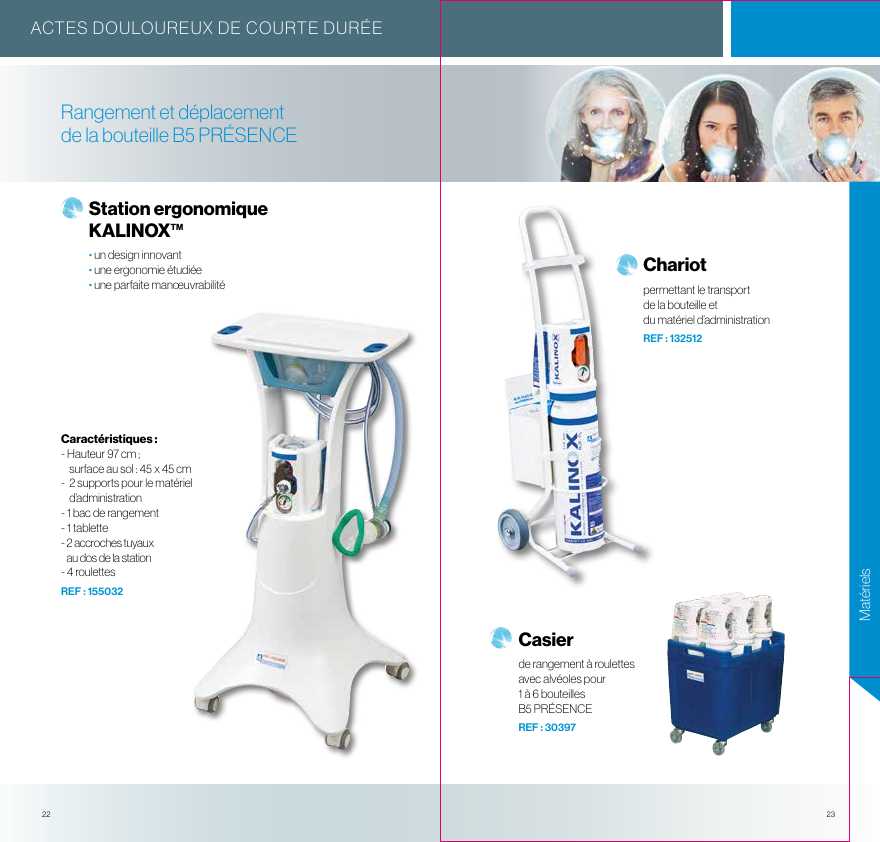 ACTES DOULOUREUX DE COURTE DURÉE
Rangement et déplacement
de la bouteille B5 PRÉSENCE
Station ergonomique
KALINOX™
• un design innovant
• une ergonomie étudiée
• une parfaite manœuvrabilité
Caractéristiques :
- Hauteur 97 cm ;
surface au sol : 45 x 45 cm
- 2 supports pour le matériel
d'administration
- 1 bac de rangement
- 1 tablette
- 2 accroches tuyaux
au dos de la station
- 4 roulettes
REF : 155032
Chariot
permettant le transport
de la bouteille et
du matériel d'administration
REF : 132512
KALINOX
KALINOX
Casier
de rangement à roulettes
avec alvéoles pour
1 à 6 bouteilles
B5 PRÉSENCE
REF : 30397
Matériels
22
23